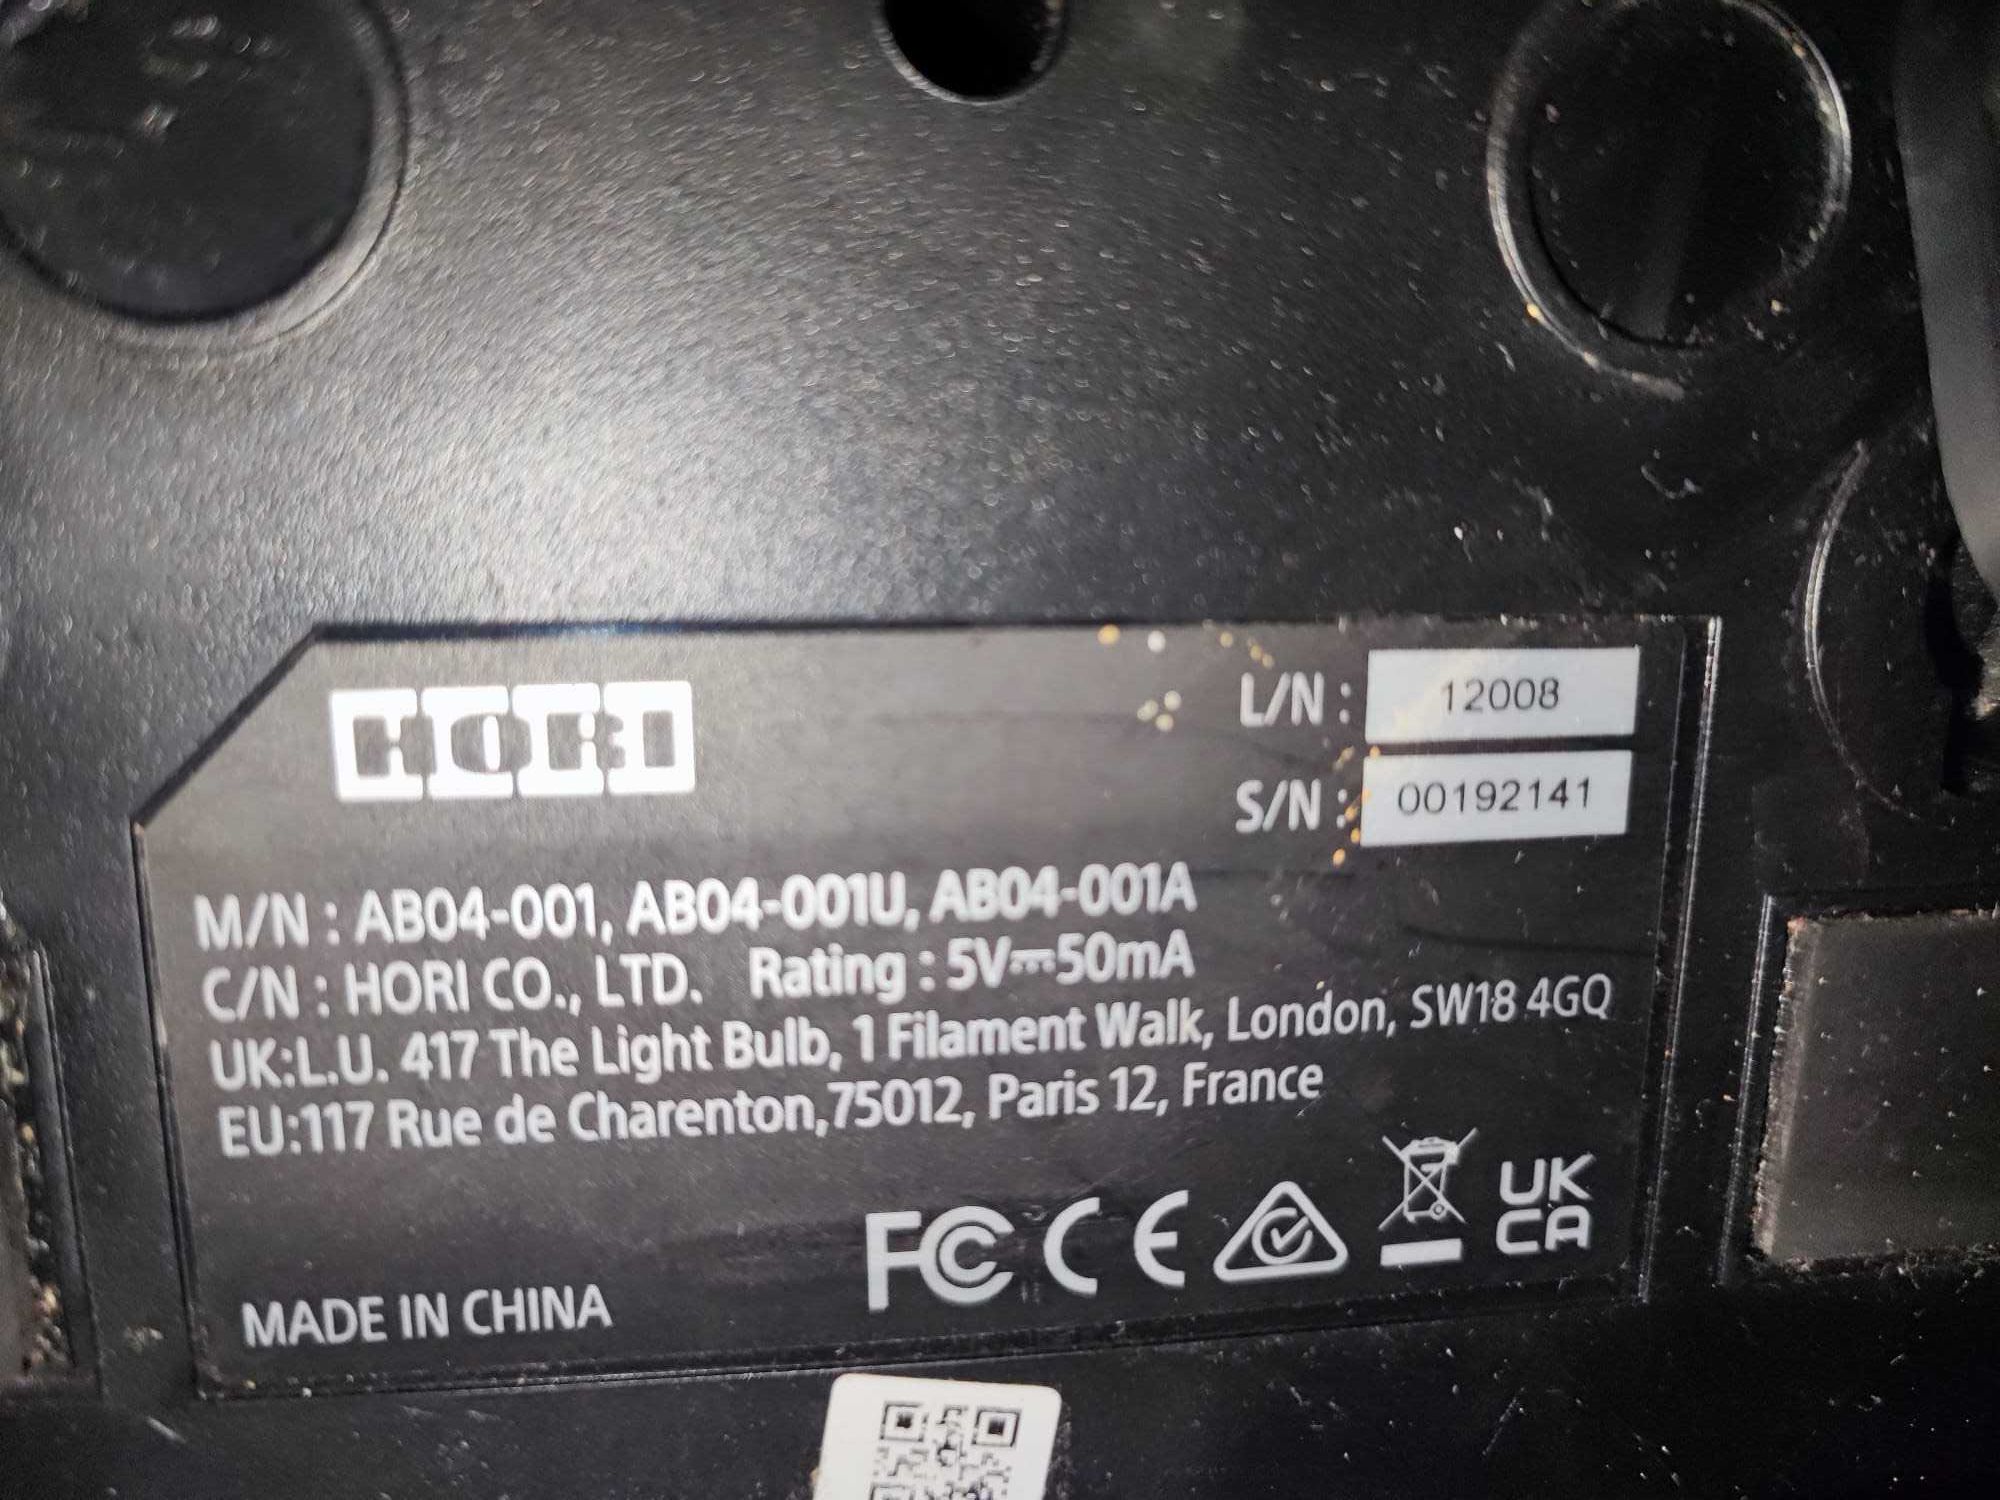 HORI
L/N : 12008
S/N : 00192141
M/N : AB04-001, AB04-001U, AB04-001A
C/N : HORI CO., LTD. Rating : 5V⎓50mA
UK:L.U. 417 The Light Bulb, 1 Filament Walk, London, SW18 4GQ
EU:117 Rue de Charenton,75012, Paris 12, France
FC CE UK CA
MADE IN CHINA